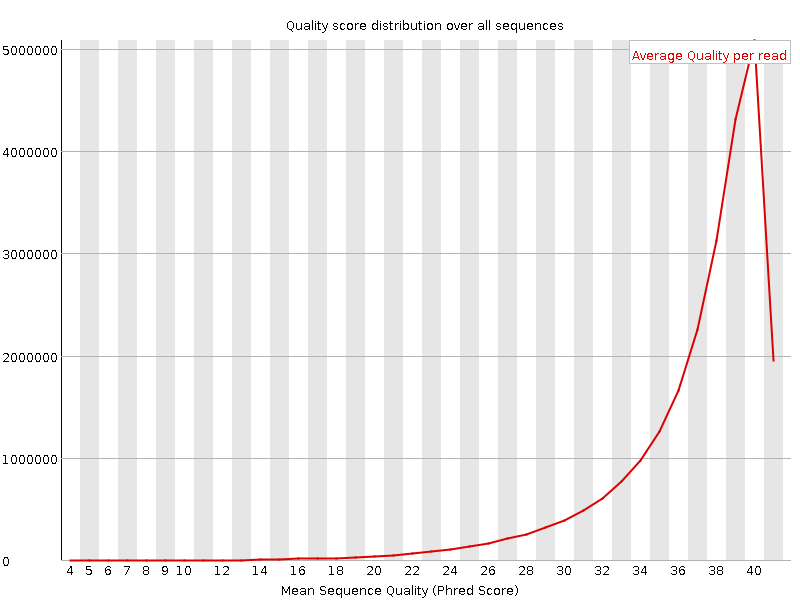 Quality score distribution over all sequences
Average Quality per read
5000000
4000000
3000000
2000000
1000000
0
4 5 6 7 8 9 10 12 14 16 18 20 22 24 26 28 30 32 34 36 38 40
Mean Sequence Quality (Phred Score)